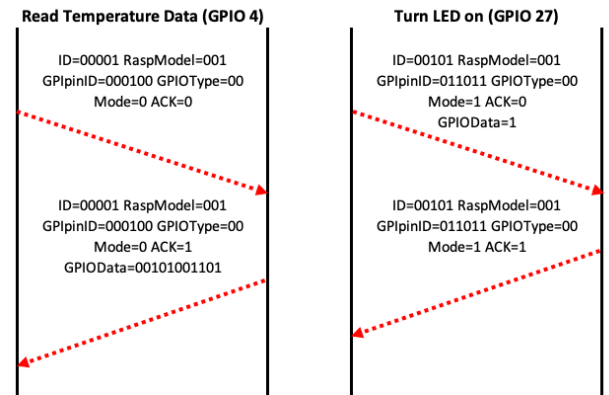 Read Temperature Data (GPIO 4)
ID=00001 RaspModel=001
GPIpinID=000100 GPIOType=00
Mode=0 ACK=0
ID=00001 RaspModel=001
GPIpinID=000100 GPIOType=00
Mode=0 ACK=1
GPIOData=00101001101
Turn LED on (GPIO 27)
ID=00101 RaspModel=001
GPIpinID=011011 GPIOType=00
Mode=1 ACK=0
GPIOData=1
ID=00101 RaspModel=001
GPIpinID=011011 GPIOType=00
Mode=1 ACK=1